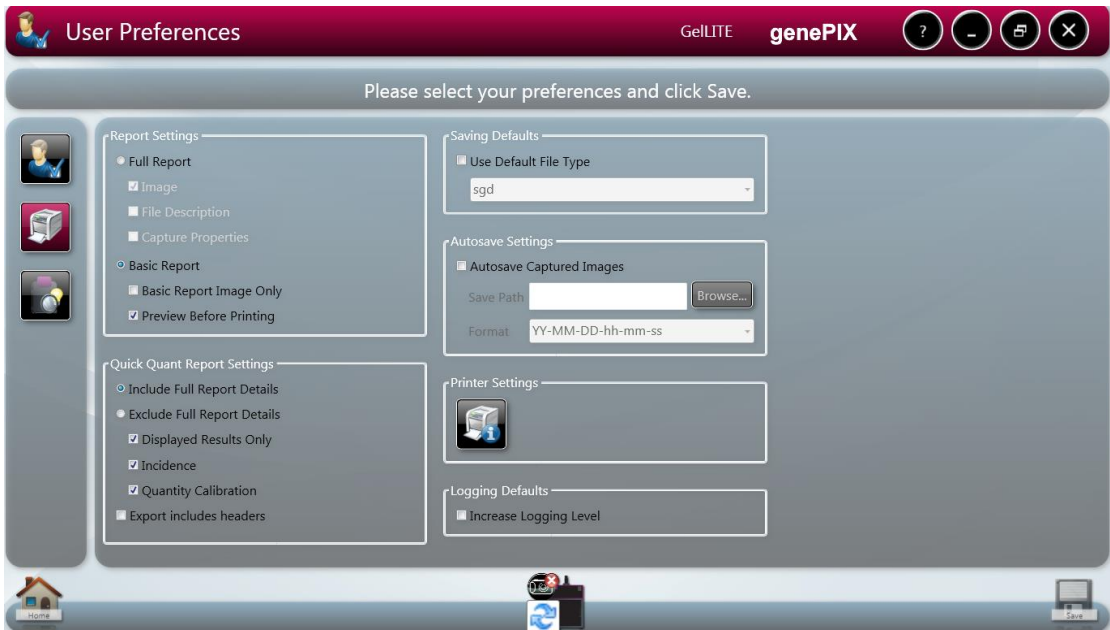 User Preferences
GelLITE
genePIX
?
Please select your preferences and click Save.
Report Settings
Full Report
Image
File Description
Capture Properties
Basic Report
Basic Report Image Only
Preview Before Printing
Quick Quant Report Settings
Include Full Report Details
Exclude Full Report Details
Displayed Results Only
Incidence
Quantity Calibration
Export includes headers
Saving Defaults
Use Default File Type
sgd
Autosave Settings
Autosave Captured Images
Save Path
Browse...
Format YY-MM-DD-hh-mm-ss
Printer Settings
Logging Defaults
Increase Logging Level
Home
Save